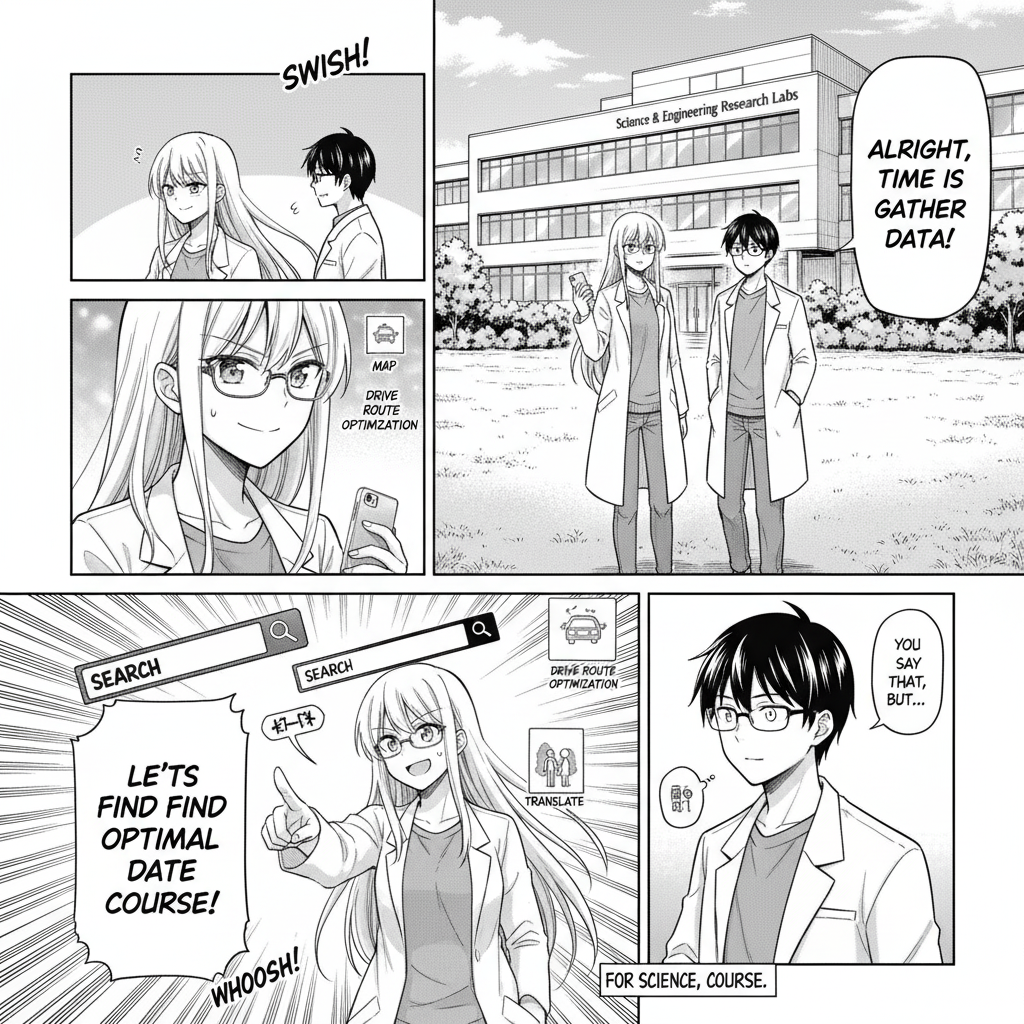 SWISH!
Science & Engineering Research Labs
ALRIGHT,
TIME IS
GATHER
DATA!
MAP
DRIVE
ROUTE
OPTIMZATION
SEARCH
SEARCH
DRIVE ROUTE
OPTIMIZATION
TRANSLATE
LE'TS
FIND FIND
OPTIMAL
DATE
COURSE!
WHOOSH!
YOU
SAY
THAT,
BUT...
FOR SCIENCE, COURSE.